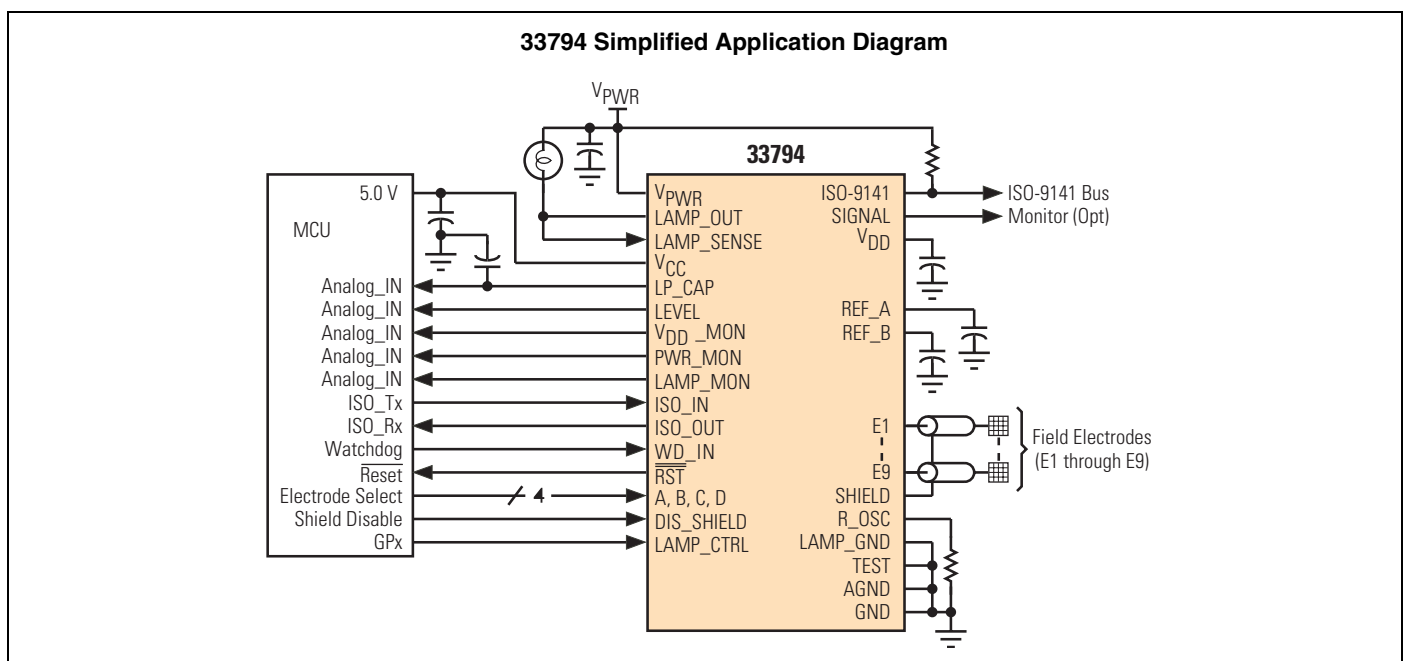 33794 Simplified Application Diagram
VPWR
33794
5.0 V
MCU
Analog_IN
Analog_IN
Analog_IN
Analog_IN
Analog_IN
ISO_Tx
ISO_Rx
Watchdog
Reset
Electrode Select
Shield Disable
GPx
4
VPWR
LAMP_OUT
LAMP_SENSE
VCC
LP_CAP
LEVEL
VDD _MON
PWR_MON
LAMP_MON
ISO_IN
ISO_OUT
WD_IN
RST
A, B, C, D
DIS_SHIELD
LAMP_CTRL
ISO-9141
SIGNAL
VDD
REF_A
REF_B
E1
E9
SHIELD
R_OSC
LAMP_GND
TEST
AGND
GND
ISO-9141 Bus
Monitor (Opt)
Field Electrodes
(E1 through E9)